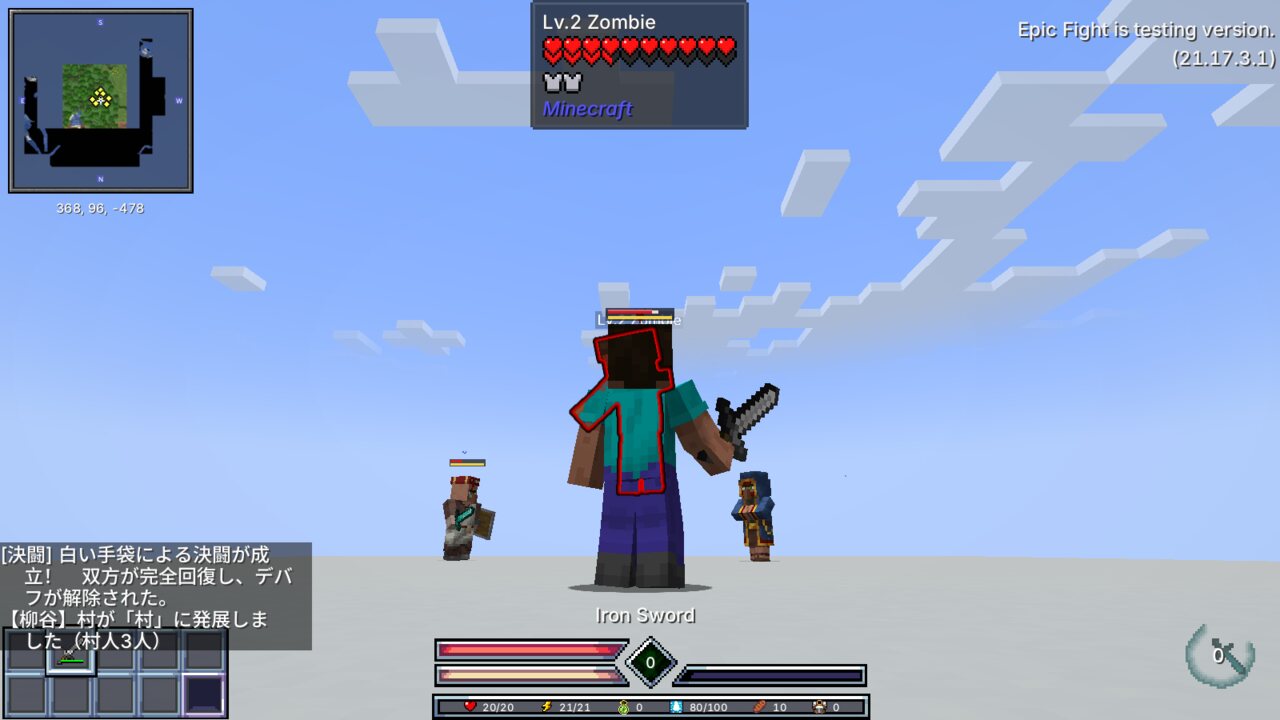 Lv.2 Zombie
Minecraft
Epic Fight is testing version.
(21.17.3.1)
S
E
W
N
368, 96, -478
[決闘] 白い手袋による決闘が成
立！　双方が完全回復し、デバ
フが解除された。
【柳谷】村が「村」に発展しま
した（村人3人）
Iron Sword
0
20/20
21/21
0
80/100
10
0
0